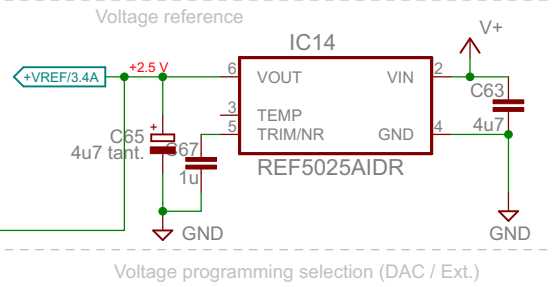 Voltage reference
V+
IC14
+2.5 V
+VREF/3.4A
6
VOUT
VIN
2
C63
3
TEMP
C65
+
5
TRIM/NR
GND
4
4u7
4u7 tant.
C67
REF5025AIDR
1u
GND
GND
Voltage programming selection (DAC / Ext.)